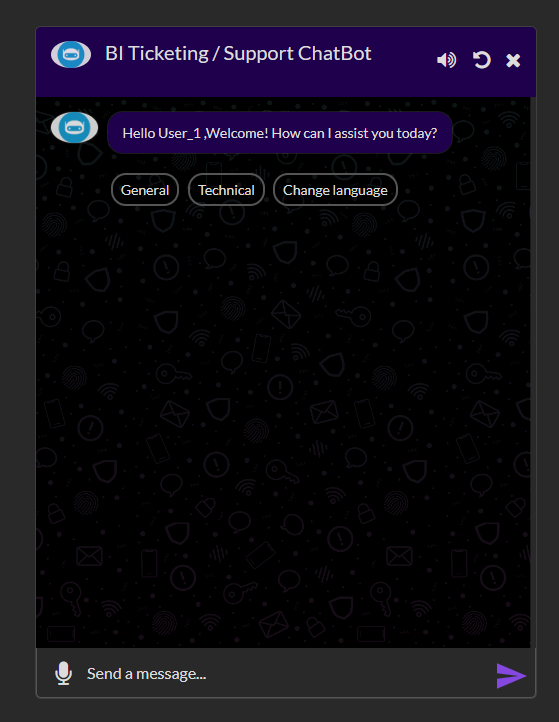 BI Ticketing / Support ChatBot
Hello User_1 ,Welcome! How can I assist you today?
General
Technical
Change language
Send a message...